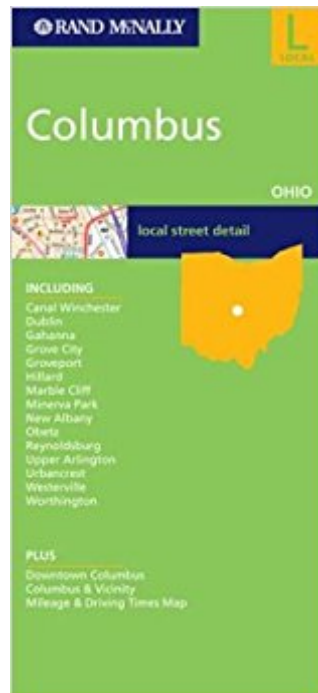 RAND McNALLY
L
LOCAL
Columbus
OHIO
local street detail
INCLUDING
Canal Winchester
Dublin
Gahanna
Grove City
Groveport
Hillard
Marble Cliff
Minerva Park
New Albany
Obetz
Reynoldsburg
Upper Arlington
Urbancrest
Westerville
Worthington
PLUS
Downtown Columbus
Columbus & Vicinity
Mileage & Driving Times Map